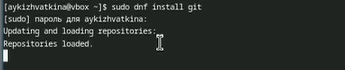 [aykizhvatkina@vbox ~]$ sudo dnf install git
[sudo] пароль для aykizhvatkina:
Updating and loading repositories:
Repositories loaded.